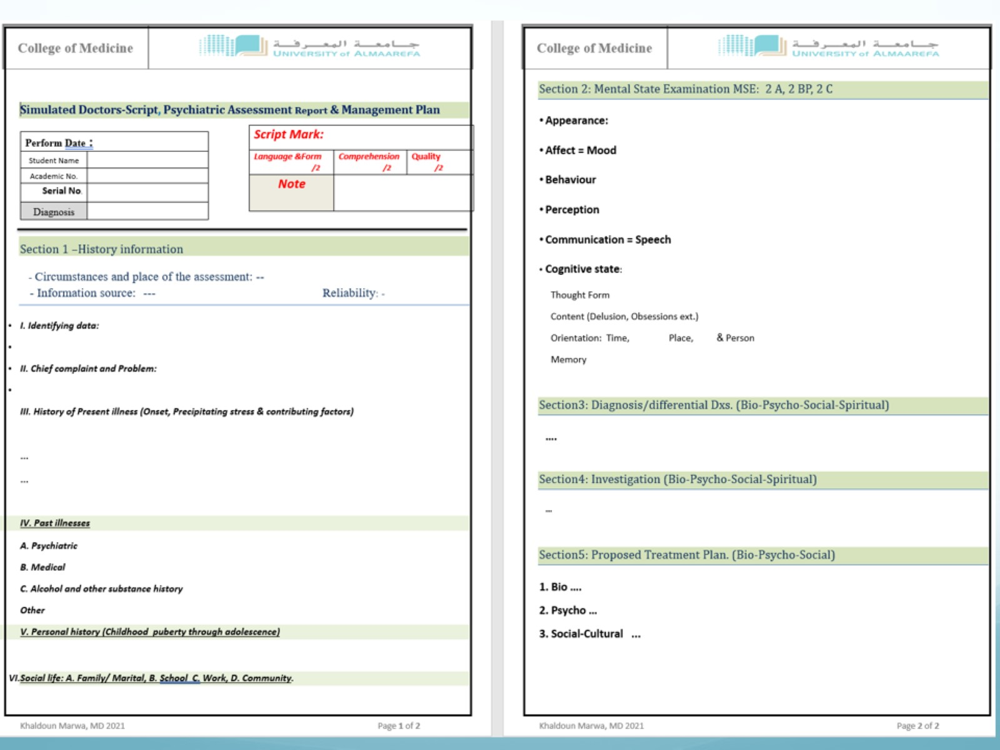 College of Medicine
جـــامـعـــة المـعـــرفـــة
UNIVERSITY of ALMAAREFA
Simulated Doctors-Script, Psychiatric Assessment Report & Management Plan
Perform Date :
Student Name
Academic No.
Serial No.
Diagnosis
Script Mark:
Language &Form /2 Comprehension /2 Quality /2
Note
Section 1 –History information
- Circumstances and place of the assessment: --
- Information source: --- Reliability: -
• I. Identifying data:
•
• II. Chief complaint and Problem:
•
III. History of Present illness (Onset, Precipitating stress & contributing factors)
...
...
IV. Past illnesses
A. Psychiatric
B. Medical
C. Alcohol and other substance history
Other
V. Personal history (Childhood puberty through adolescence)
VI.Social life: A. Family/ Marital, B. School C. Work, D. Community.
Khaldoun Marwa, MD 2021 Page 1 of 2
College of Medicine
جـــامـعـــة المـعـــرفـــة
UNIVERSITY of ALMAAREFA
Section 2: Mental State Examination MSE: 2 A, 2 BP, 2 C
• Appearance:
• Affect = Mood
• Behaviour
• Perception
• Communication = Speech
• Cognitive state:
Thought Form
Content (Delusion, Obsessions ext.)
Orientation: Time, Place, & Person
Memory
Section3: Diagnosis/differential Dxs. (Bio-Psycho-Social-Spiritual)
....
Section4: Investigation (Bio-Psycho-Social-Spiritual)
...
Section5: Proposed Treatment Plan. (Bio-Psycho-Social)
1. Bio ....
2. Psycho ...
3. Social-Cultural ...
Khaldoun Marwa, MD 2021 Page 2 of 2